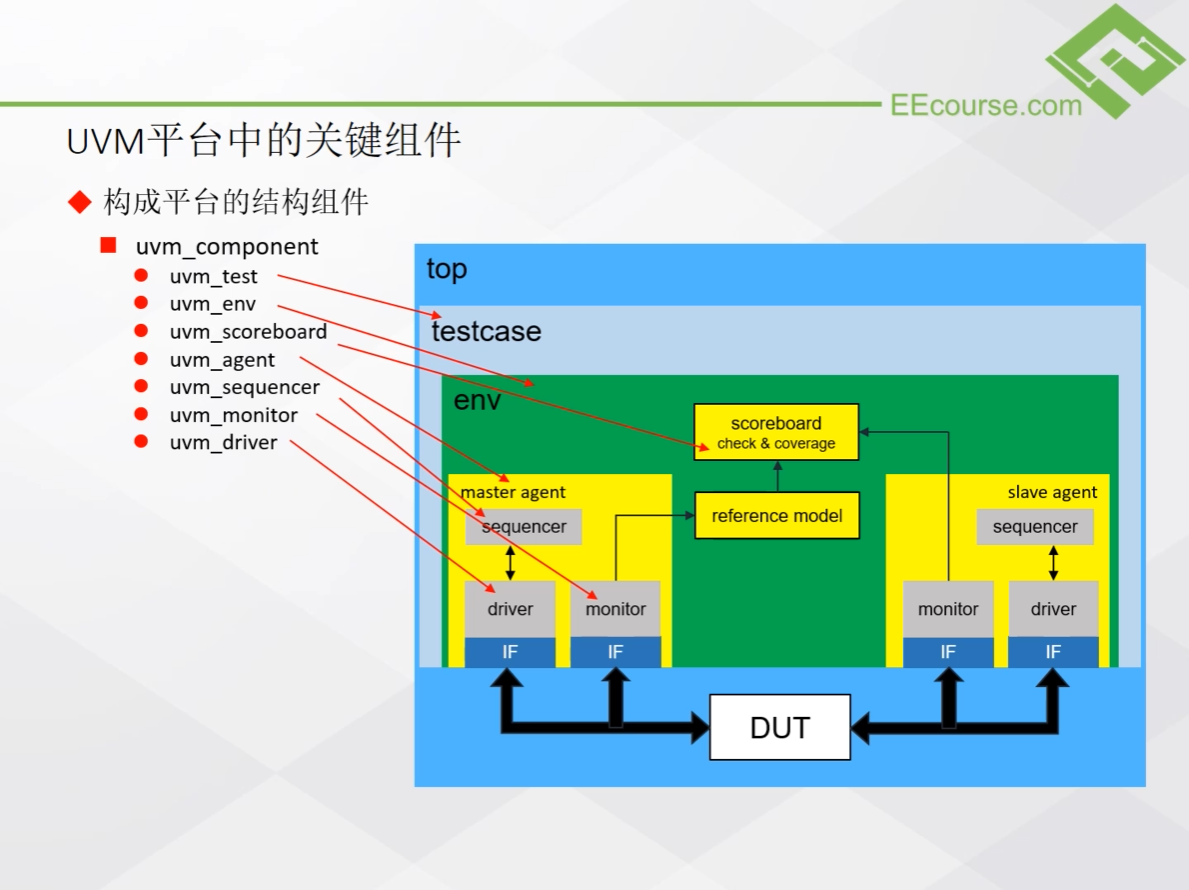 EEcourse.com
UVM平台中的关键组件
构成平台的结构组件
uvm_component
uvm_test
uvm_env
uvm_scoreboard
uvm_agent
uvm_sequencer
uvm_monitor
uvm_driver
top
testcase
env
scoreboard
check & coverage
reference model
master agent
sequencer
driver
monitor
IF
IF
slave agent
sequencer
monitor
driver
IF
IF
DUT